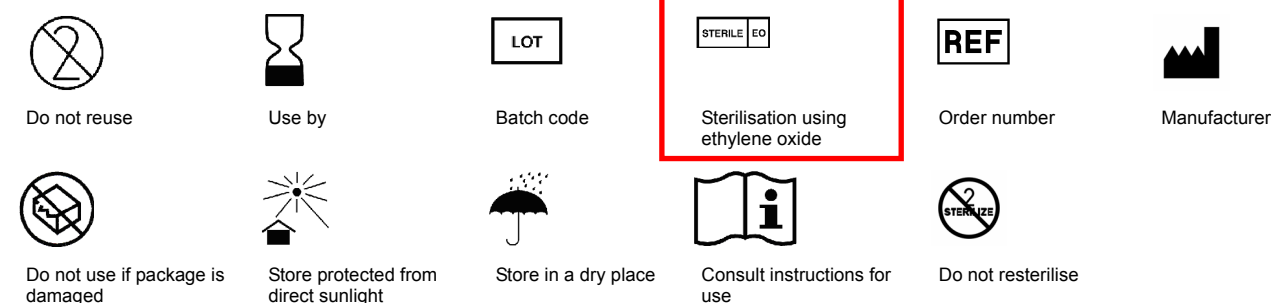 2
LOT
STERILE EO
REF
Do not reuse
Use by
Batch code
Sterilisation using
ethylene oxide
Order number
Manufacturer
i
2
STERILIZE
Do not use if package is
damaged
Store protected from
direct sunlight
Store in a dry place
Consult instructions for
use
Do not resterilise